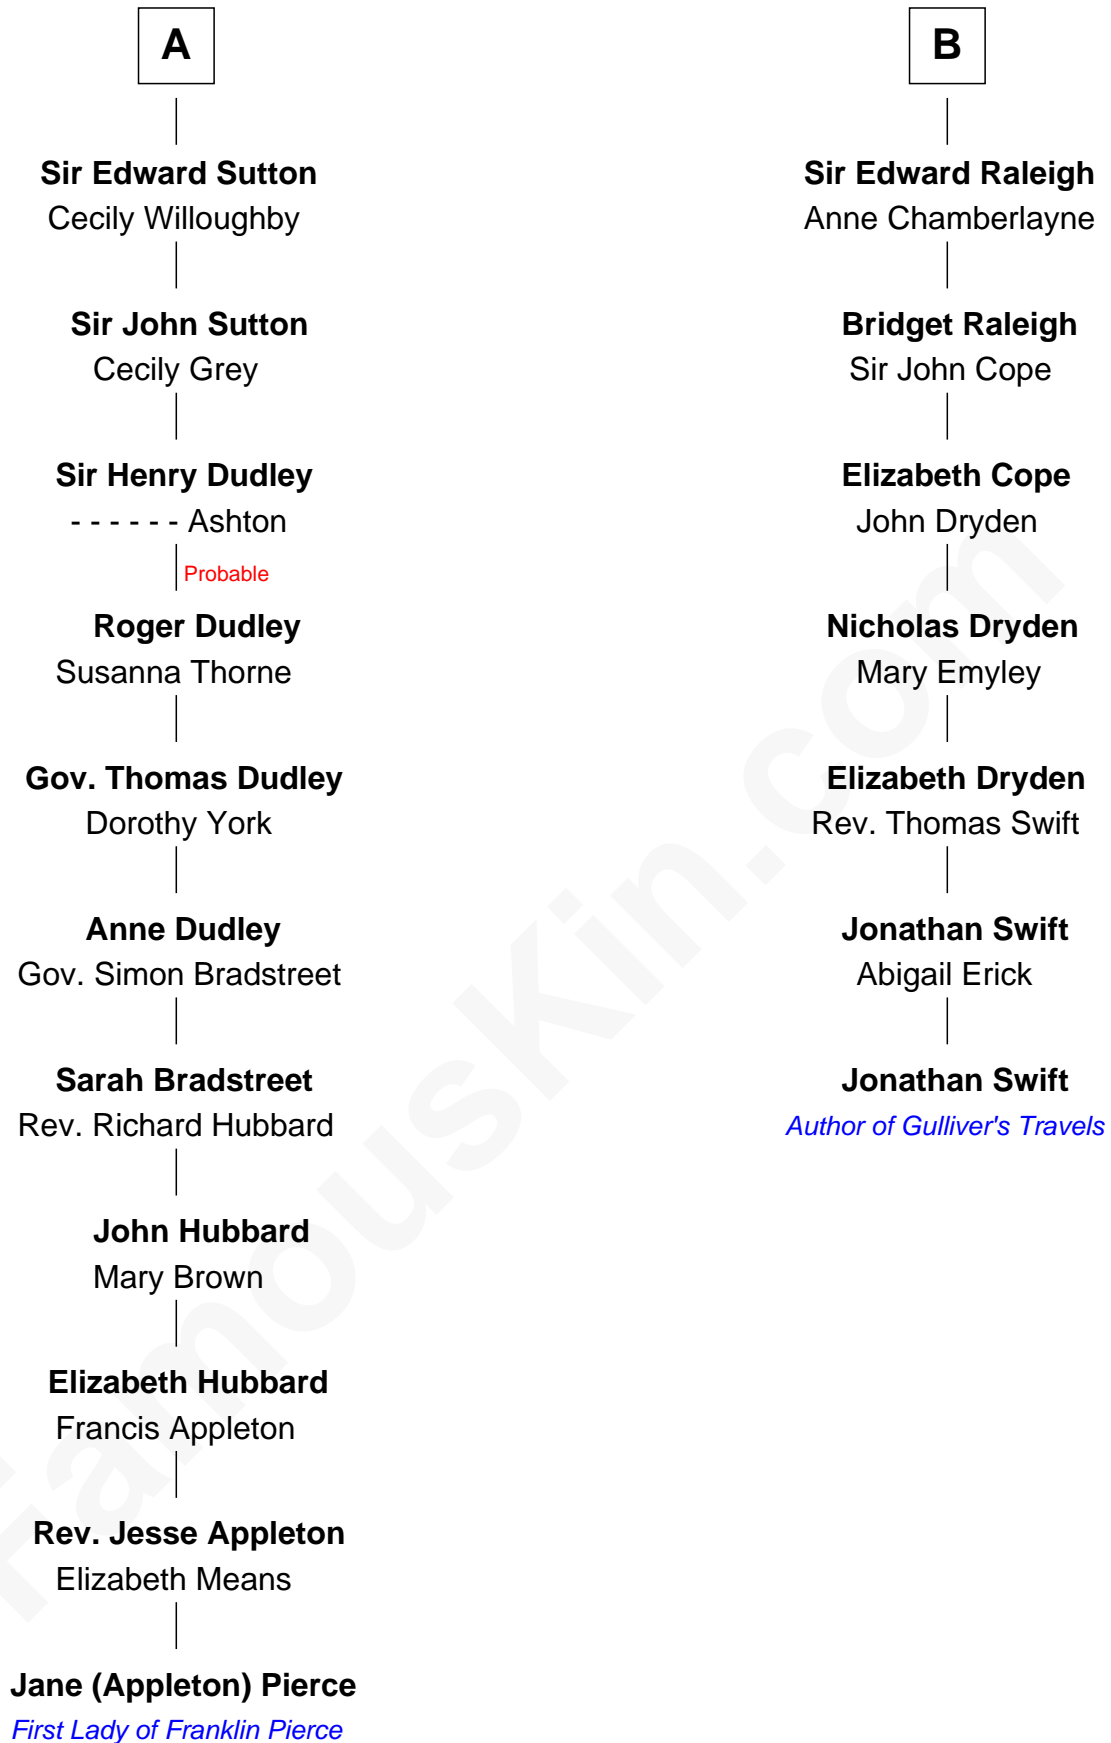 A
Sir Edward Sutton
Cecily Willoughby
Sir John Sutton
Cecily Grey
Sir Henry Dudley
- - - - - - Ashton
Probable
Roger Dudley
Susanna Thorne
Gov. Thomas Dudley
Dorothy York
Anne Dudley
Gov. Simon Bradstreet
Sarah Bradstreet
Rev. Richard Hubbard
John Hubbard
Mary Brown
Elizabeth Hubbard
Francis Appleton
Rev. Jesse Appleton
Elizabeth Means
Jane (Appleton) Pierce
First Lady of Franklin Pierce
B
Sir Edward Raleigh
Anne Chamberlayne
Bridget Raleigh
Sir John Cope
Elizabeth Cope
John Dryden
Nicholas Dryden
Mary Emyley
Elizabeth Dryden
Rev. Thomas Swift
Jonathan Swift
Abigail Erick
Jonathan Swift
Author of Gulliver's Travels
FamousKin.com